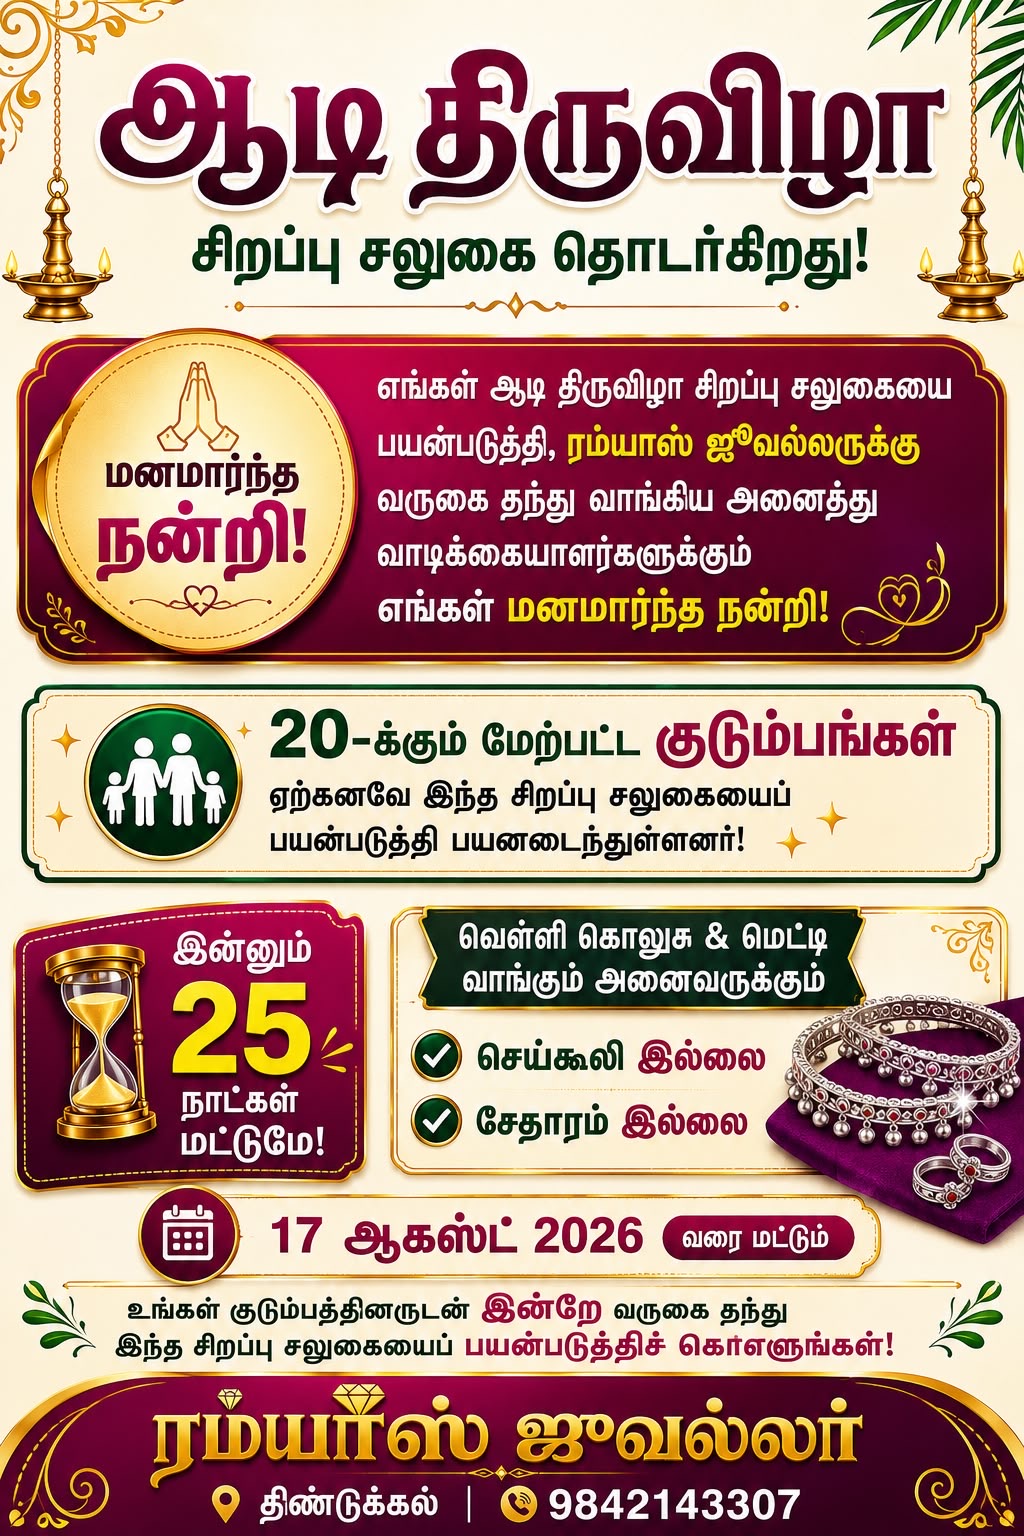 ஆடி திருவிழா
சிறப்பு சலுகை தொடர்கிறது!
மனமார்ந்த
நன்றி!
எங்கள் ஆடி திருவிழா சிறப்பு சலுகையை
பயன்படுத்தி, ரம்யாஸ் ஜூவல்லருக்கு
வருகை தந்து வாங்கிய அனைத்து
வாடிக்கையாளர்களுக்கும்
எங்கள் மனமார்ந்த நன்றி!
20-க்கும் மேற்பட்ட குடும்பங்கள்
ஏற்கனவே இந்த சிறப்பு சலுகையைப்
பயன்படுத்தி பயனடைந்துள்ளனர்!
இன்னும்
25
நாட்கள்
மட்டுமே!
வெள்ளி கொலுசு & மெட்டி
வாங்கும் அனைவருக்கும்
செய்கூலி இல்லை
சேதாரம் இல்லை
17 ஆகஸ்ட் 2026 வரை மட்டும்
உங்கள் குடும்பத்தினருடன் இன்றே வருகை தந்து
இந்த சிறப்பு சலுகையைப் பயன்படுத்திச்
ரம்யாஸ் ஜுவல்லர்
திண்டுக்கல் | 9842143307